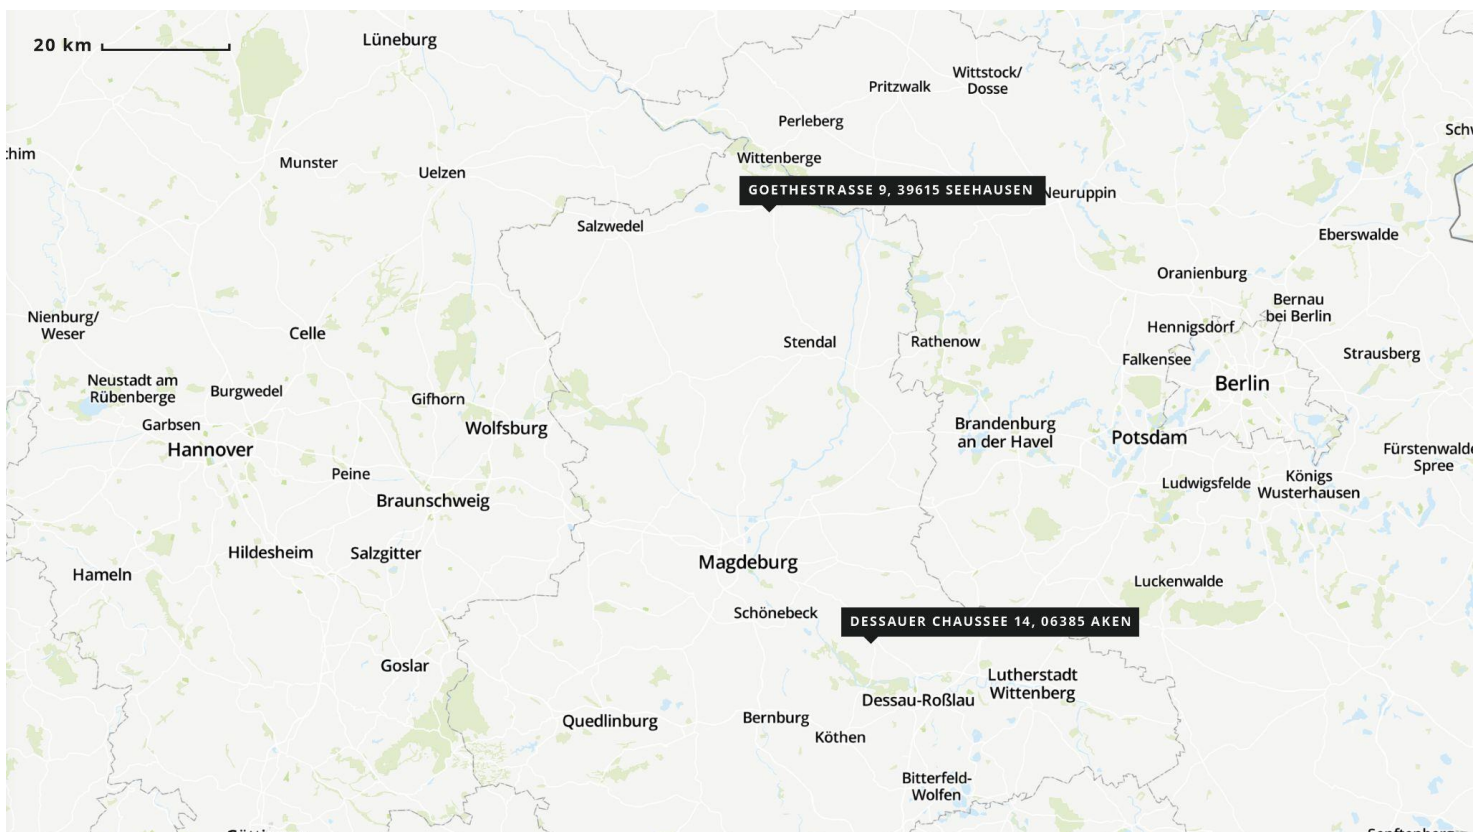 20 km
Lüneburg
Wittstock/
Dosse
Pritzwalk
Perleberg
Wittenberge
Munster
Uelzen
GOETHESTRASSE 9, 39615 SEEHAUSEN
Neuruppin
Salzwedel
Eberswalde
Oranienburg
Bernau
bei Berlin
Nienburg/
Weser
Celle
Hennigsdorf
Stendal
Rathenow
Falkensee
Strausberg
Berlin
Neustadt am
Rübenberge
Burgwedel
Gifhorn
Garbsen
Wolfsburg
Brandenburg
an der Havel
Potsdam
Hannover
Fürstenwalde
Spree
Peine
Ludwigsfelde
Königs
Wusterhausen
Braunschweig
Hildesheim
Salzgitter
Magdeburg
Hameln
Luckenwalde
Schönebeck
DESSAUER CHAUSSEE 14, 06385 AKEN
Goslar
Lutherstadt
Wittenberg
Dessau-Roßlau
Quedlinburg
Bernburg
Köthen
Bitterfeld-
Wolfen